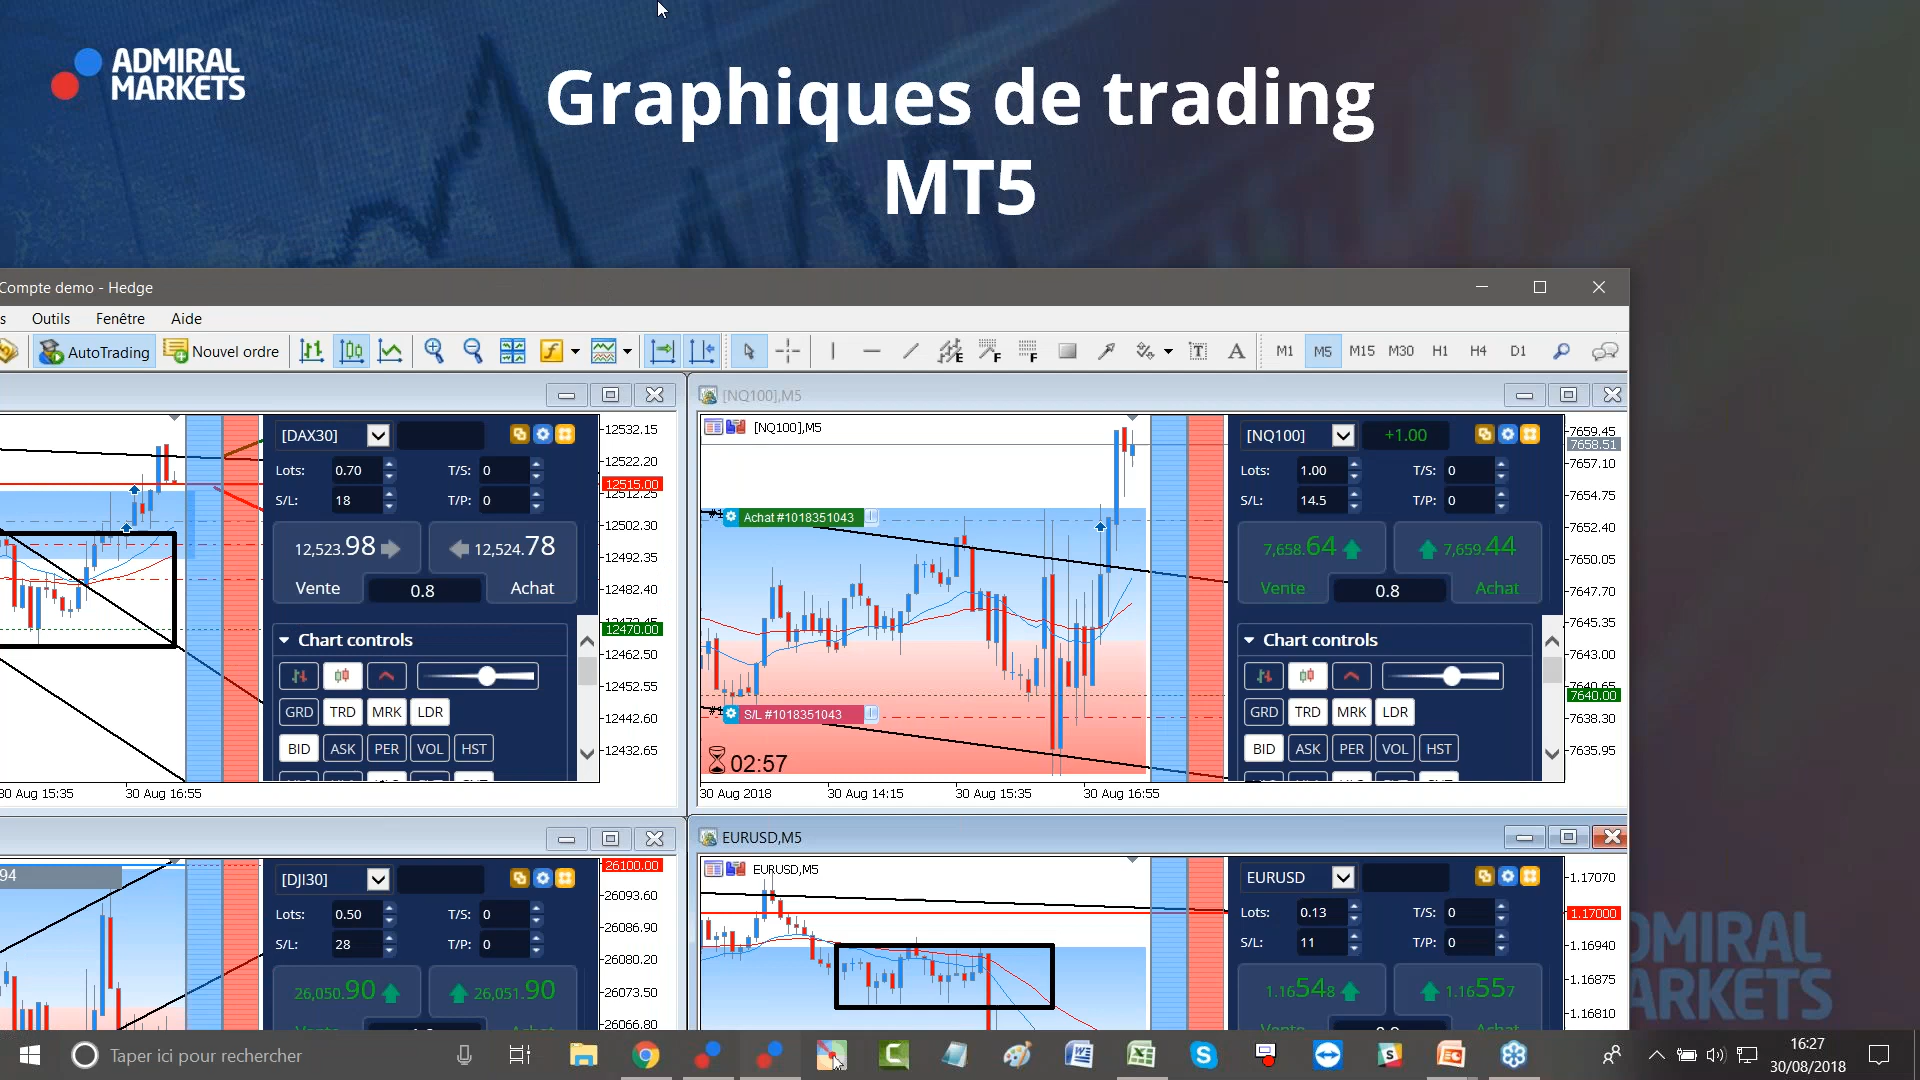 ADMIRAL
MARKETS
Graphiques de trading
MT5
Compte demo - Hedge
s Outils Fenêtre Aide
AutoTrading Nouvel ordre M1 M5 M15 M30 H1 H4 D1
[NQ100],M5
[DAX30]
Lots: 0.70 T/S: 0
S/L: 18 T/P: 0
12,523.98 12,524.78
Vente 0.8 Achat
Chart controls
GRD TRD MRK LDR
BID ASK PER VOL HST
12532.15
12522.20
12515.00
12512.25
12502.30
12492.35
12482.40
12470.00
12462.50
12452.55
12442.60
12432.65
30 Aug 15:35 30 Aug 16:55
[NQ100],M5
Achat #1018351043
S/L #1018351043
02:57
30 Aug 2018 30 Aug 14:15 30 Aug 15:35 30 Aug 16:55
[NQ100] +1.00
Lots: 1.00 T/S: 0
S/L: 14.5 T/P: 0
7,658.64 7,659.44
Vente 0.8 Achat
Chart controls
GRD TRD MRK LDR
BID ASK PER VOL HST
7659.45
7658.51
7657.10
7654.75
7652.40
7650.05
7647.70
7645.35
7643.00
7640.65
7640.00
7638.30
7635.95
94
[DJI30]
Lots: 0.50 T/S: 0
S/L: 28 T/P: 0
26,050.90 26,051.90
26100.00
26093.60
26086.90
26080.20
26073.50
26066.80
EURUSD,M5
EURUSD,M5
EURUSD
Lots: 0.13 T/S: 0
S/L: 11 T/P: 0
1.16548 1.16557
Vente Achat
1.17070
1.17000
1.16940
1.16875
1.16810
DMIRAL
ARKETS
Taper ici pour rechercher
16:27
30/08/2018